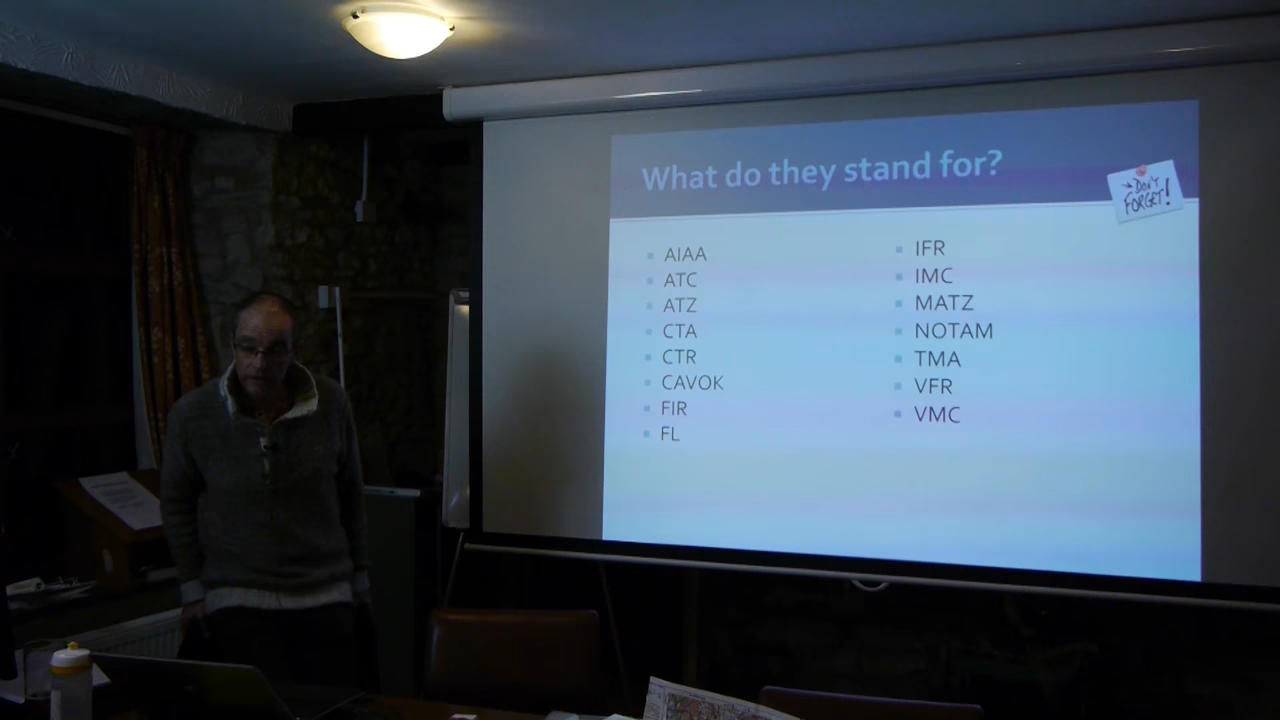 What do they stand for?
DON'T
FORGET!
AIAA
ATC
ATZ
CTA
CTR
CAVOK
FIR
FL
IFR
IMC
MATZ
NOTAM
TMA
VFR
VMC